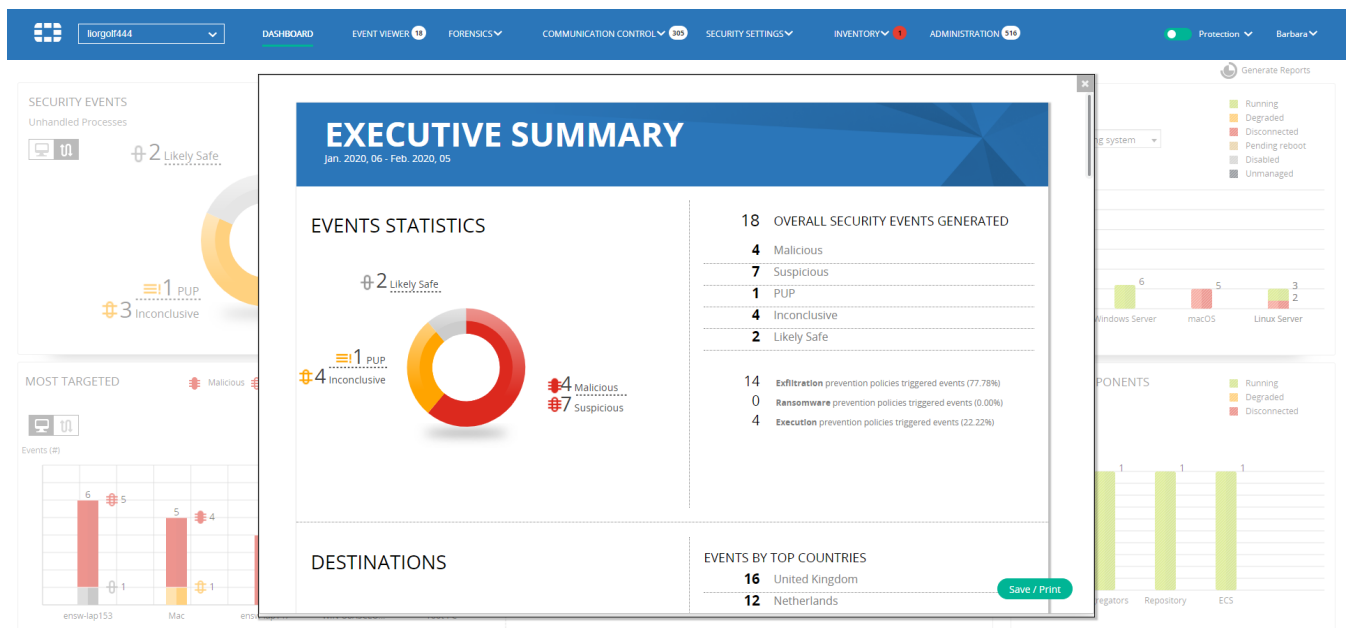 liorgolf444
DASHBOARD
EVENT VIEWER 18
FORENSICS
COMMUNICATION CONTROL 305
SECURITY SETTINGS
INVENTORY 1
ADMINISTRATION 516
Protection
Barbara
Generate Reports
SECURITY EVENTS
Unhandled Processes
2 Likely Safe
1 PUP
3 Inconclusive
EXECUTIVE SUMMARY
Jan. 2020, 06 - Feb. 2020, 05
EVENTS STATISTICS
2 Likely Safe
1 PUP
4 Inconclusive
4 Malicious
7 Suspicious
18 OVERALL SECURITY EVENTS GENERATED
4 Malicious
7 Suspicious
1 PUP
4 Inconclusive
2 Likely Safe
14 Exfiltration prevention policies triggered events (77.78%)
0 Ransomware prevention policies triggered events (0.00%)
4 Execution prevention policies triggered events (22.22%)
DESTINATIONS
EVENTS BY TOP COUNTRIES
16 United Kingdom
12 Netherlands
Save / Print
Running
Degraded
Disconnected
Pending reboot
Disabled
Unmanaged
ng system
6
5
3
2
Windows Server
macOS
Linux Server
MOST TARGETED
Malicious
Events (#)
6
5
1
5
4
1
ensw-lap153
Mac
PONENTS
Running
Degraded
Disconnected
1
1
1
regators
Repository
ECS